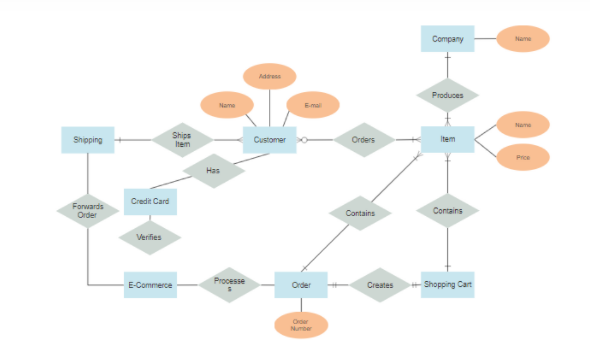 Company
Name
Address
Produces
Name
E-mail
Name
Shipping
Ships
Item
Customer
Orders
Item
Price
Has
Credit Card
Forwards
Order
Contains
Contains
Verifies
E-Commerce
Processe
s
Order
Creates
Shopping Cart
Order
Number